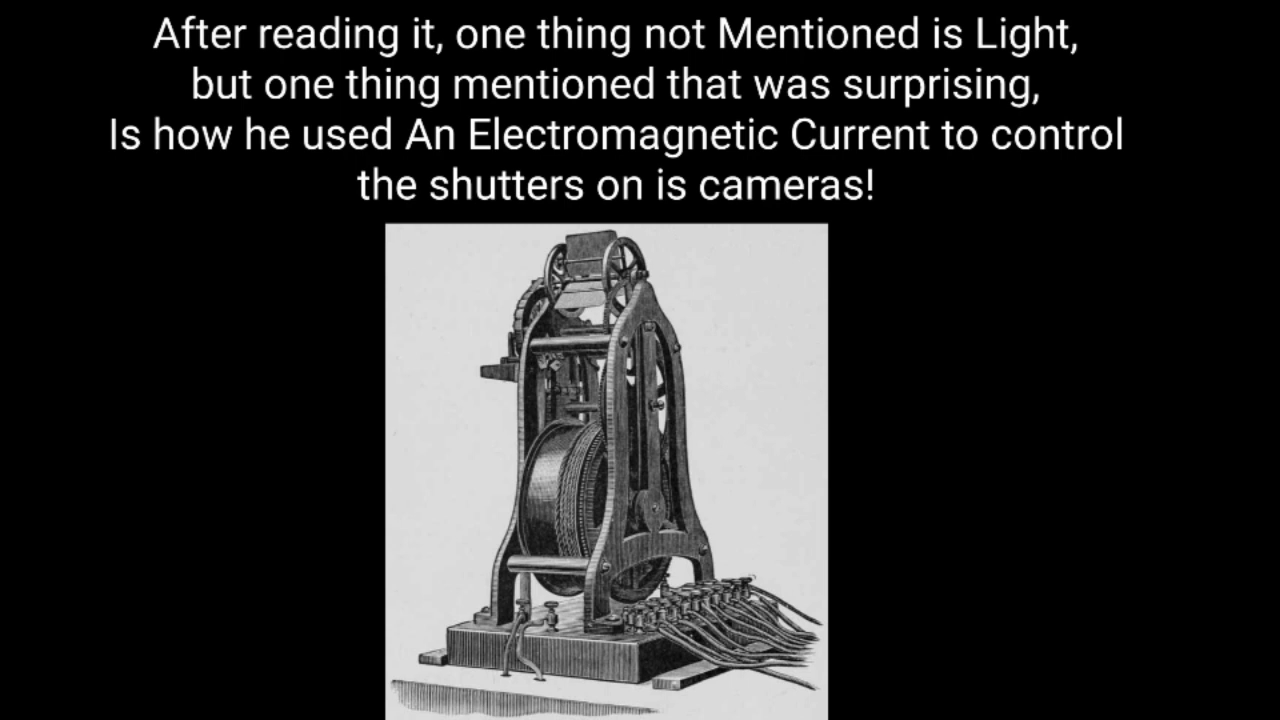 After reading it, one thing not Mentioned is Light,
but one thing mentioned that was surprising,
Is how he used An Electromagnetic Current to control
the shutters on is cameras!